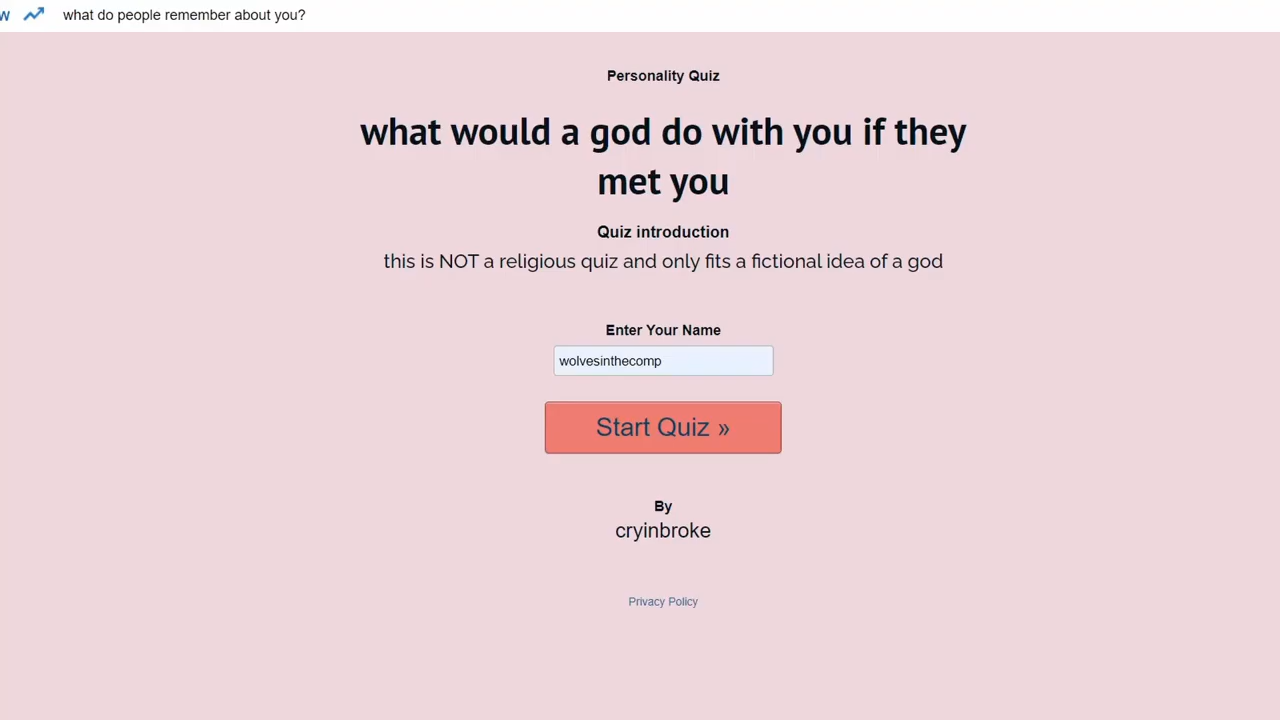 w what do people remember about you?
Personality Quiz
what would a god do with you if they
met you
Quiz introduction
this is NOT a religious quiz and only fits a fictional idea of a god
Enter Your Name
wolvesinthecomp
Start Quiz »
By
cryinbroke
Privacy Policy